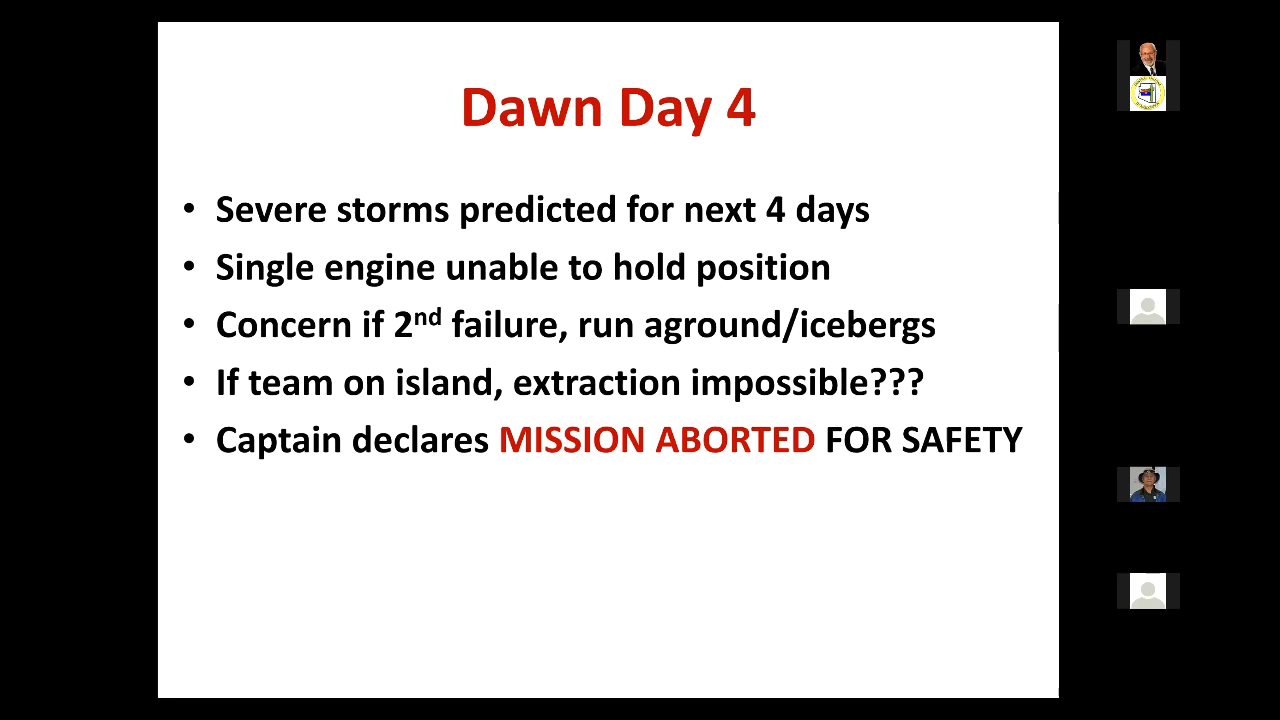 Dawn Day 4
• Severe storms predicted for next 4 days
• Single engine unable to hold position
• Concern if 2nd failure, run aground/icebergs
• If team on island, extraction impossible???
• Captain declares MISSION ABORTED FOR SAFETY